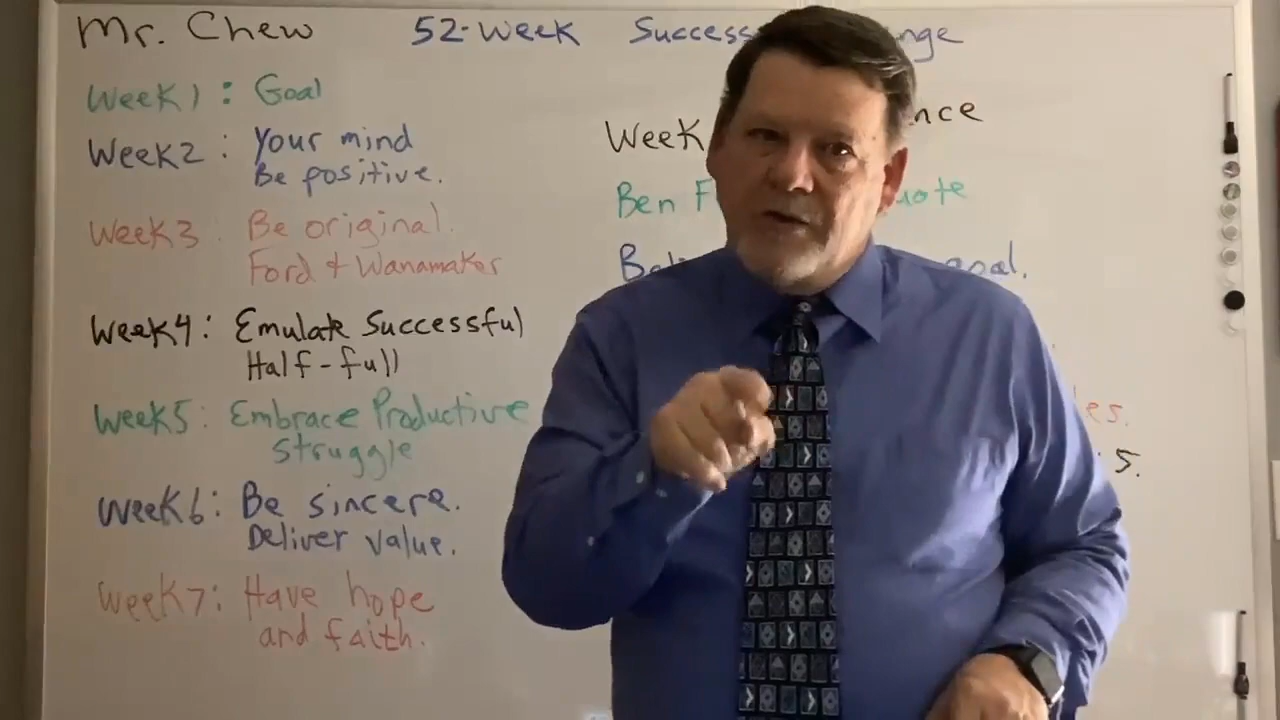 Mr. Chew 52-Week
Week 1: Goal
Week 2: Your mind
Be positive.
Week 3: Be original.
Ford + Wanamaker
Week 4: Emulate Successful
Half-full
Week 5: Embrace Productive
struggle
Week 6: Be sincere.
Deliver value.
Week 7: Have hope
and faith.
Week
Ben
5.